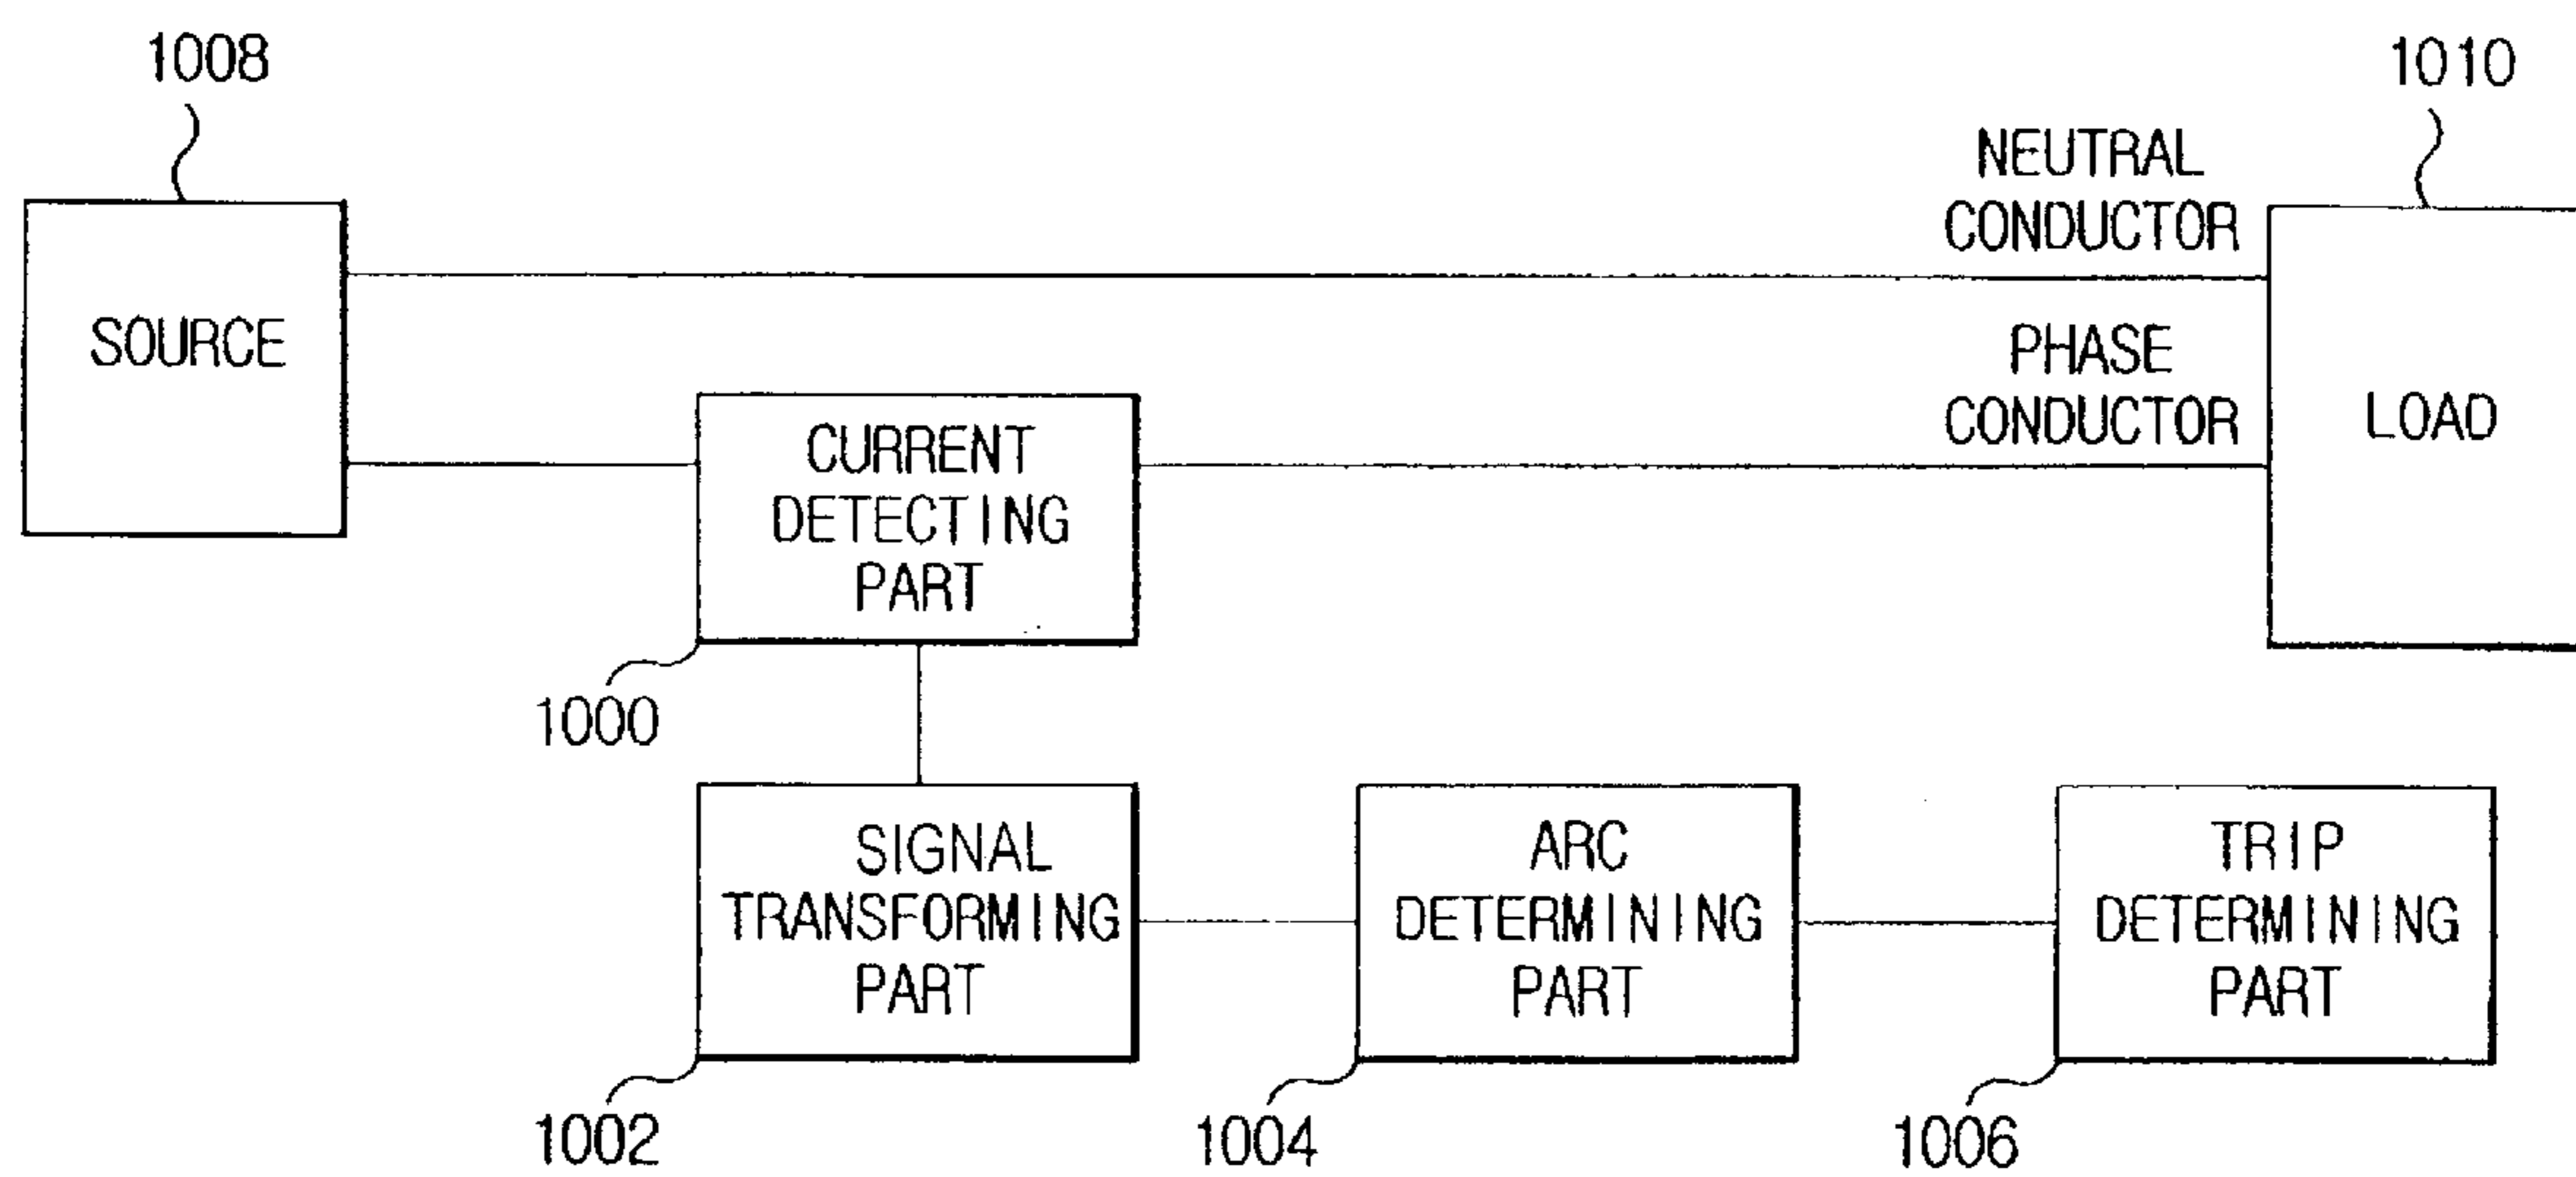 1008
1010
NEUTRAL
CONDUCTOR
SOURCE
PHASE
CONDUCTOR
LOAD
CURRENT
DETECTING
PART
1000
SIGNAL
TRANSFORMING
PART
ARC
DETERMINING
PART
TRIP
DETERMINING
PART
1002
1004
1006